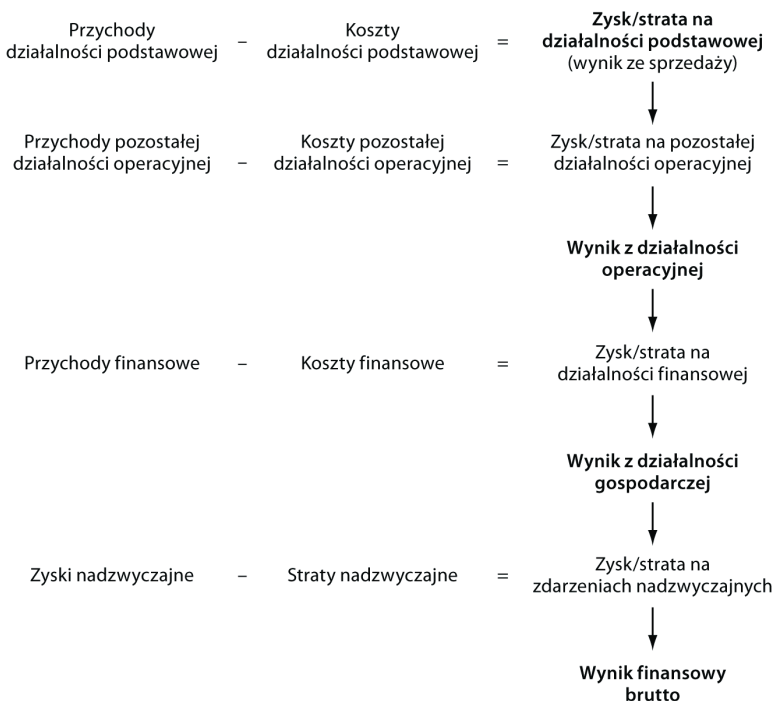 Przychody
działalności podstawowej
–
Koszty
działalności podstawowej
=
Zysk/strata na
działalności podstawowej
(wynik ze sprzedaży)
Przychody pozostałej
działalności operacyjnej
–
Koszty pozostałej
działalności operacyjnej
=
Zysk/strata na pozostałej
działalności operacyjnej
Wynik z działalności
operacyjnej
Przychody finansowe
–
Koszty finansowe
=
Zysk/strata na
działalności finansowej
Wynik z działalności
gospodarczej
Zyski nadzwyczajne
–
Straty nadzwyczajne
=
Zysk/strata na
zdarzeniach nadzwyczajnych
Wynik finansowy
brutto